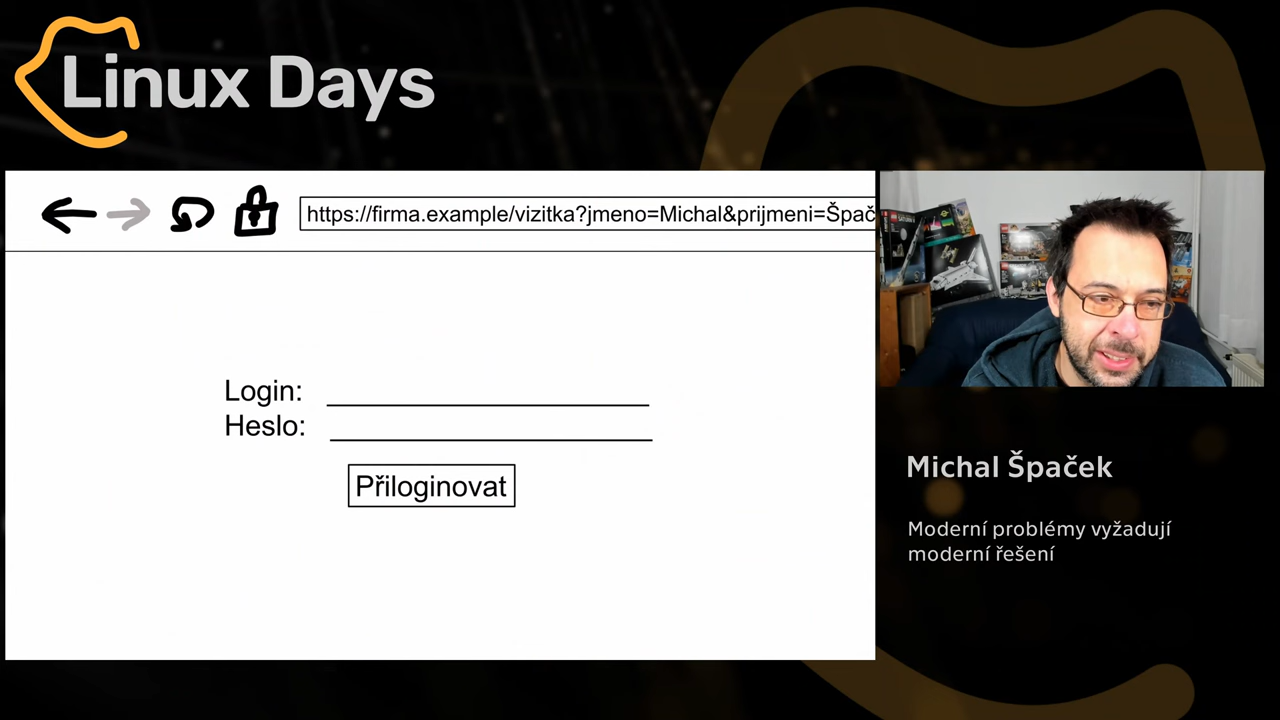 Linux Days
https://firma.example/vizitka?jmeno=Michal&prijmeni=Špač
Login:
Heslo:
Přiloginovat
Michal Špaček
Moderní problémy vyžadují
moderní řešení